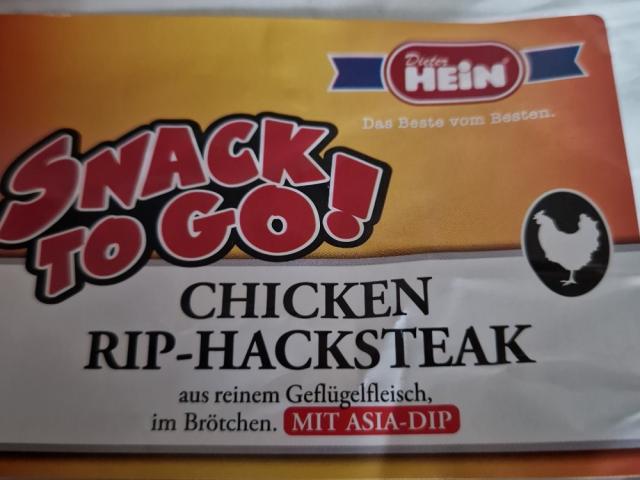 Dieter
HEIN
Das Beste vom Besten.
SNACK
TO GO!
CHICKEN
RIP-HACKSTEAK
aus reinem Geflügelfleisch,
im Brötchen. MIT ASIA-DIP